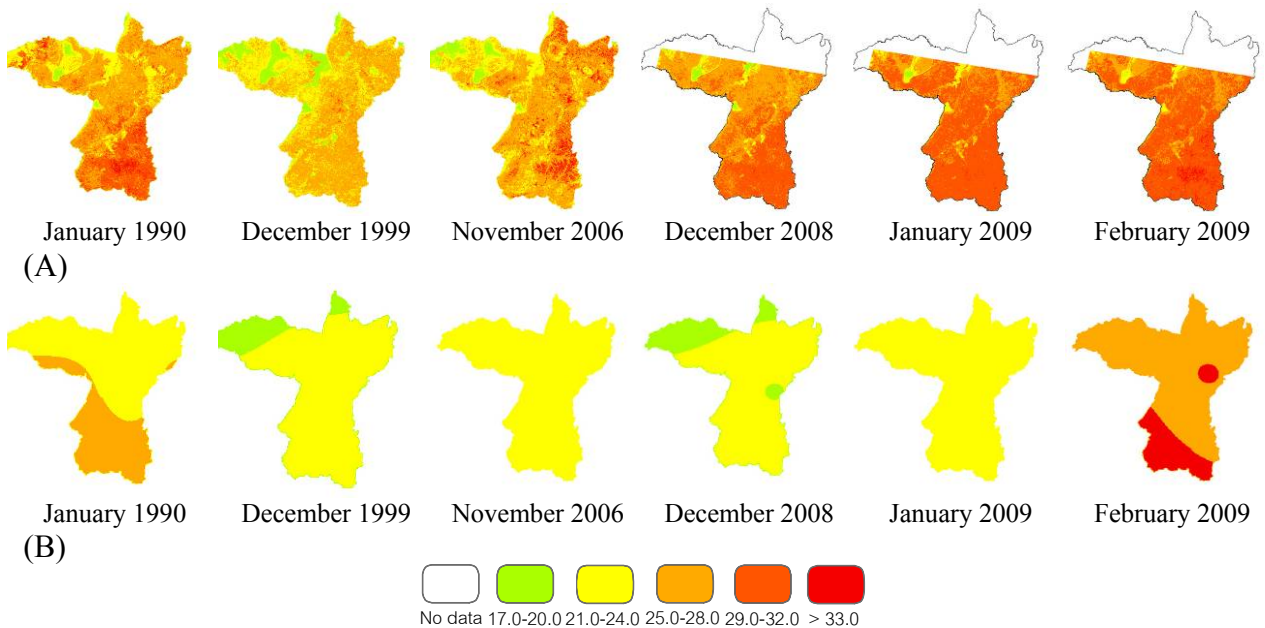 January 1990 December 1999 November 2006 December 2008 January 2009 February 2009
(A)
January 1990 December 1999 November 2006 December 2008 January 2009 February 2009
(B)
No data 17.0-20.0 21.0-24.0 25.0-28.0 29.0-32.0 > 33.0